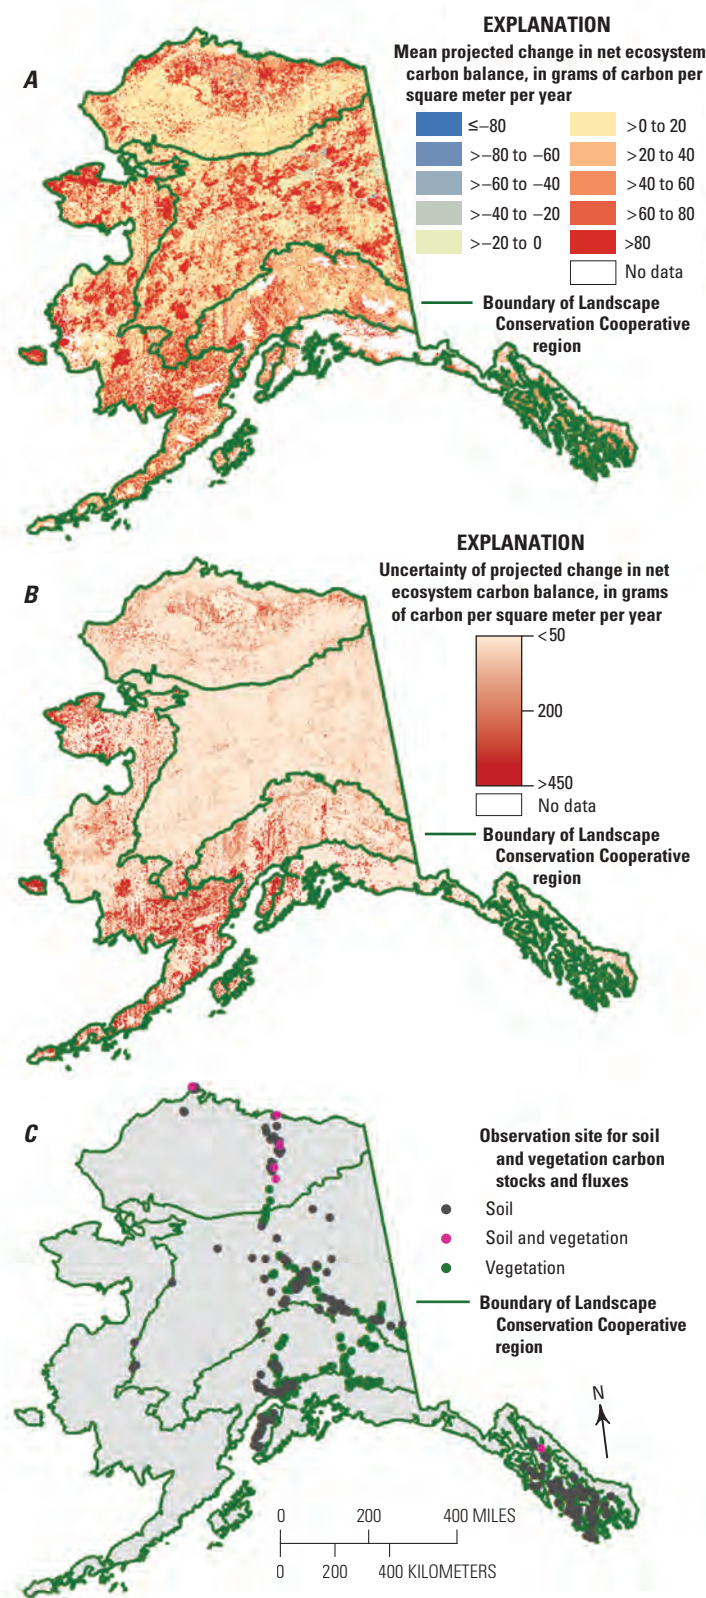 A
EXPLANATION
Mean projected change in net ecosystem
carbon balance, in grams of carbon per
square meter per year
≤−80
>−80 to −60
>−60 to −40
>−40 to −20
>−20 to 0
>0 to 20
>20 to 40
>40 to 60
>60 to 80
>80
No data
Boundary of Landscape
Conservation Cooperative
region
B
EXPLANATION
Uncertainty of projected change in net
ecosystem carbon balance, in grams
of carbon per square meter per year
<50
200
>450
No data
Boundary of Landscape
Conservation Cooperative
region
C
Observation site for soil
and vegetation carbon
stocks and fluxes
Soil
Soil and vegetation
Vegetation
Boundary of Landscape
Conservation Cooperative
region
N
0 200 400 MILES
0 200 400 KILOMETERS